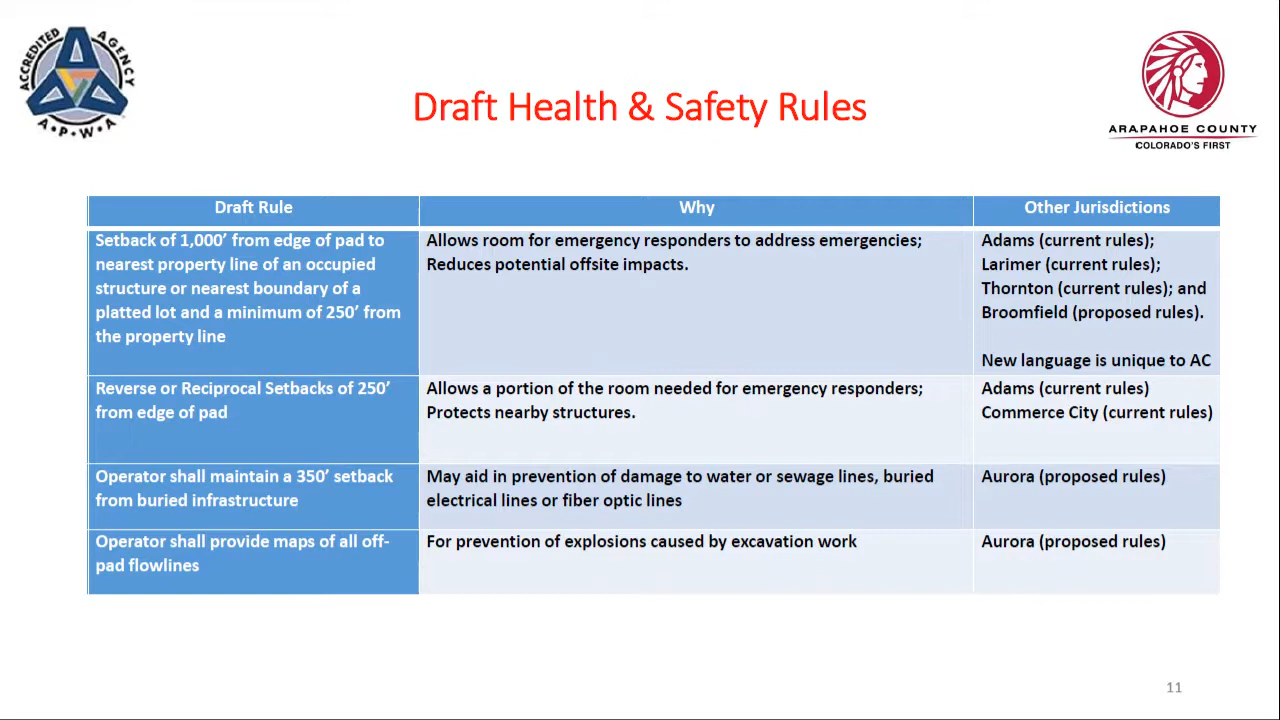 ACCREDITED AGENCY
A•P•W•A
ARAPAHOE COUNTY
COLORADO'S FIRST
Draft Health & Safety Rules
Draft Rule
Why
Other Jurisdictions
Setback of 1,000’ from edge of pad to
nearest property line of an occupied
structure or nearest boundary of a
platted lot and a minimum of 250’ from
the property line
Allows room for emergency responders to address emergencies;
Reduces potential offsite impacts.
Adams (current rules);
Larimer (current rules);
Thornton (current rules); and
Broomfield (proposed rules).
New language is unique to AC
Reverse or Reciprocal Setbacks of 250’
from edge of pad
Allows a portion of the room needed for emergency responders;
Protects nearby structures.
Adams (current rules)
Commerce City (current rules)
Operator shall maintain a 350’ setback
from buried infrastructure
May aid in prevention of damage to water or sewage lines, buried
electrical lines or fiber optic lines
Aurora (proposed rules)
Operator shall provide maps of all off-
pad flowlines
For prevention of explosions caused by excavation work
Aurora (proposed rules)
11